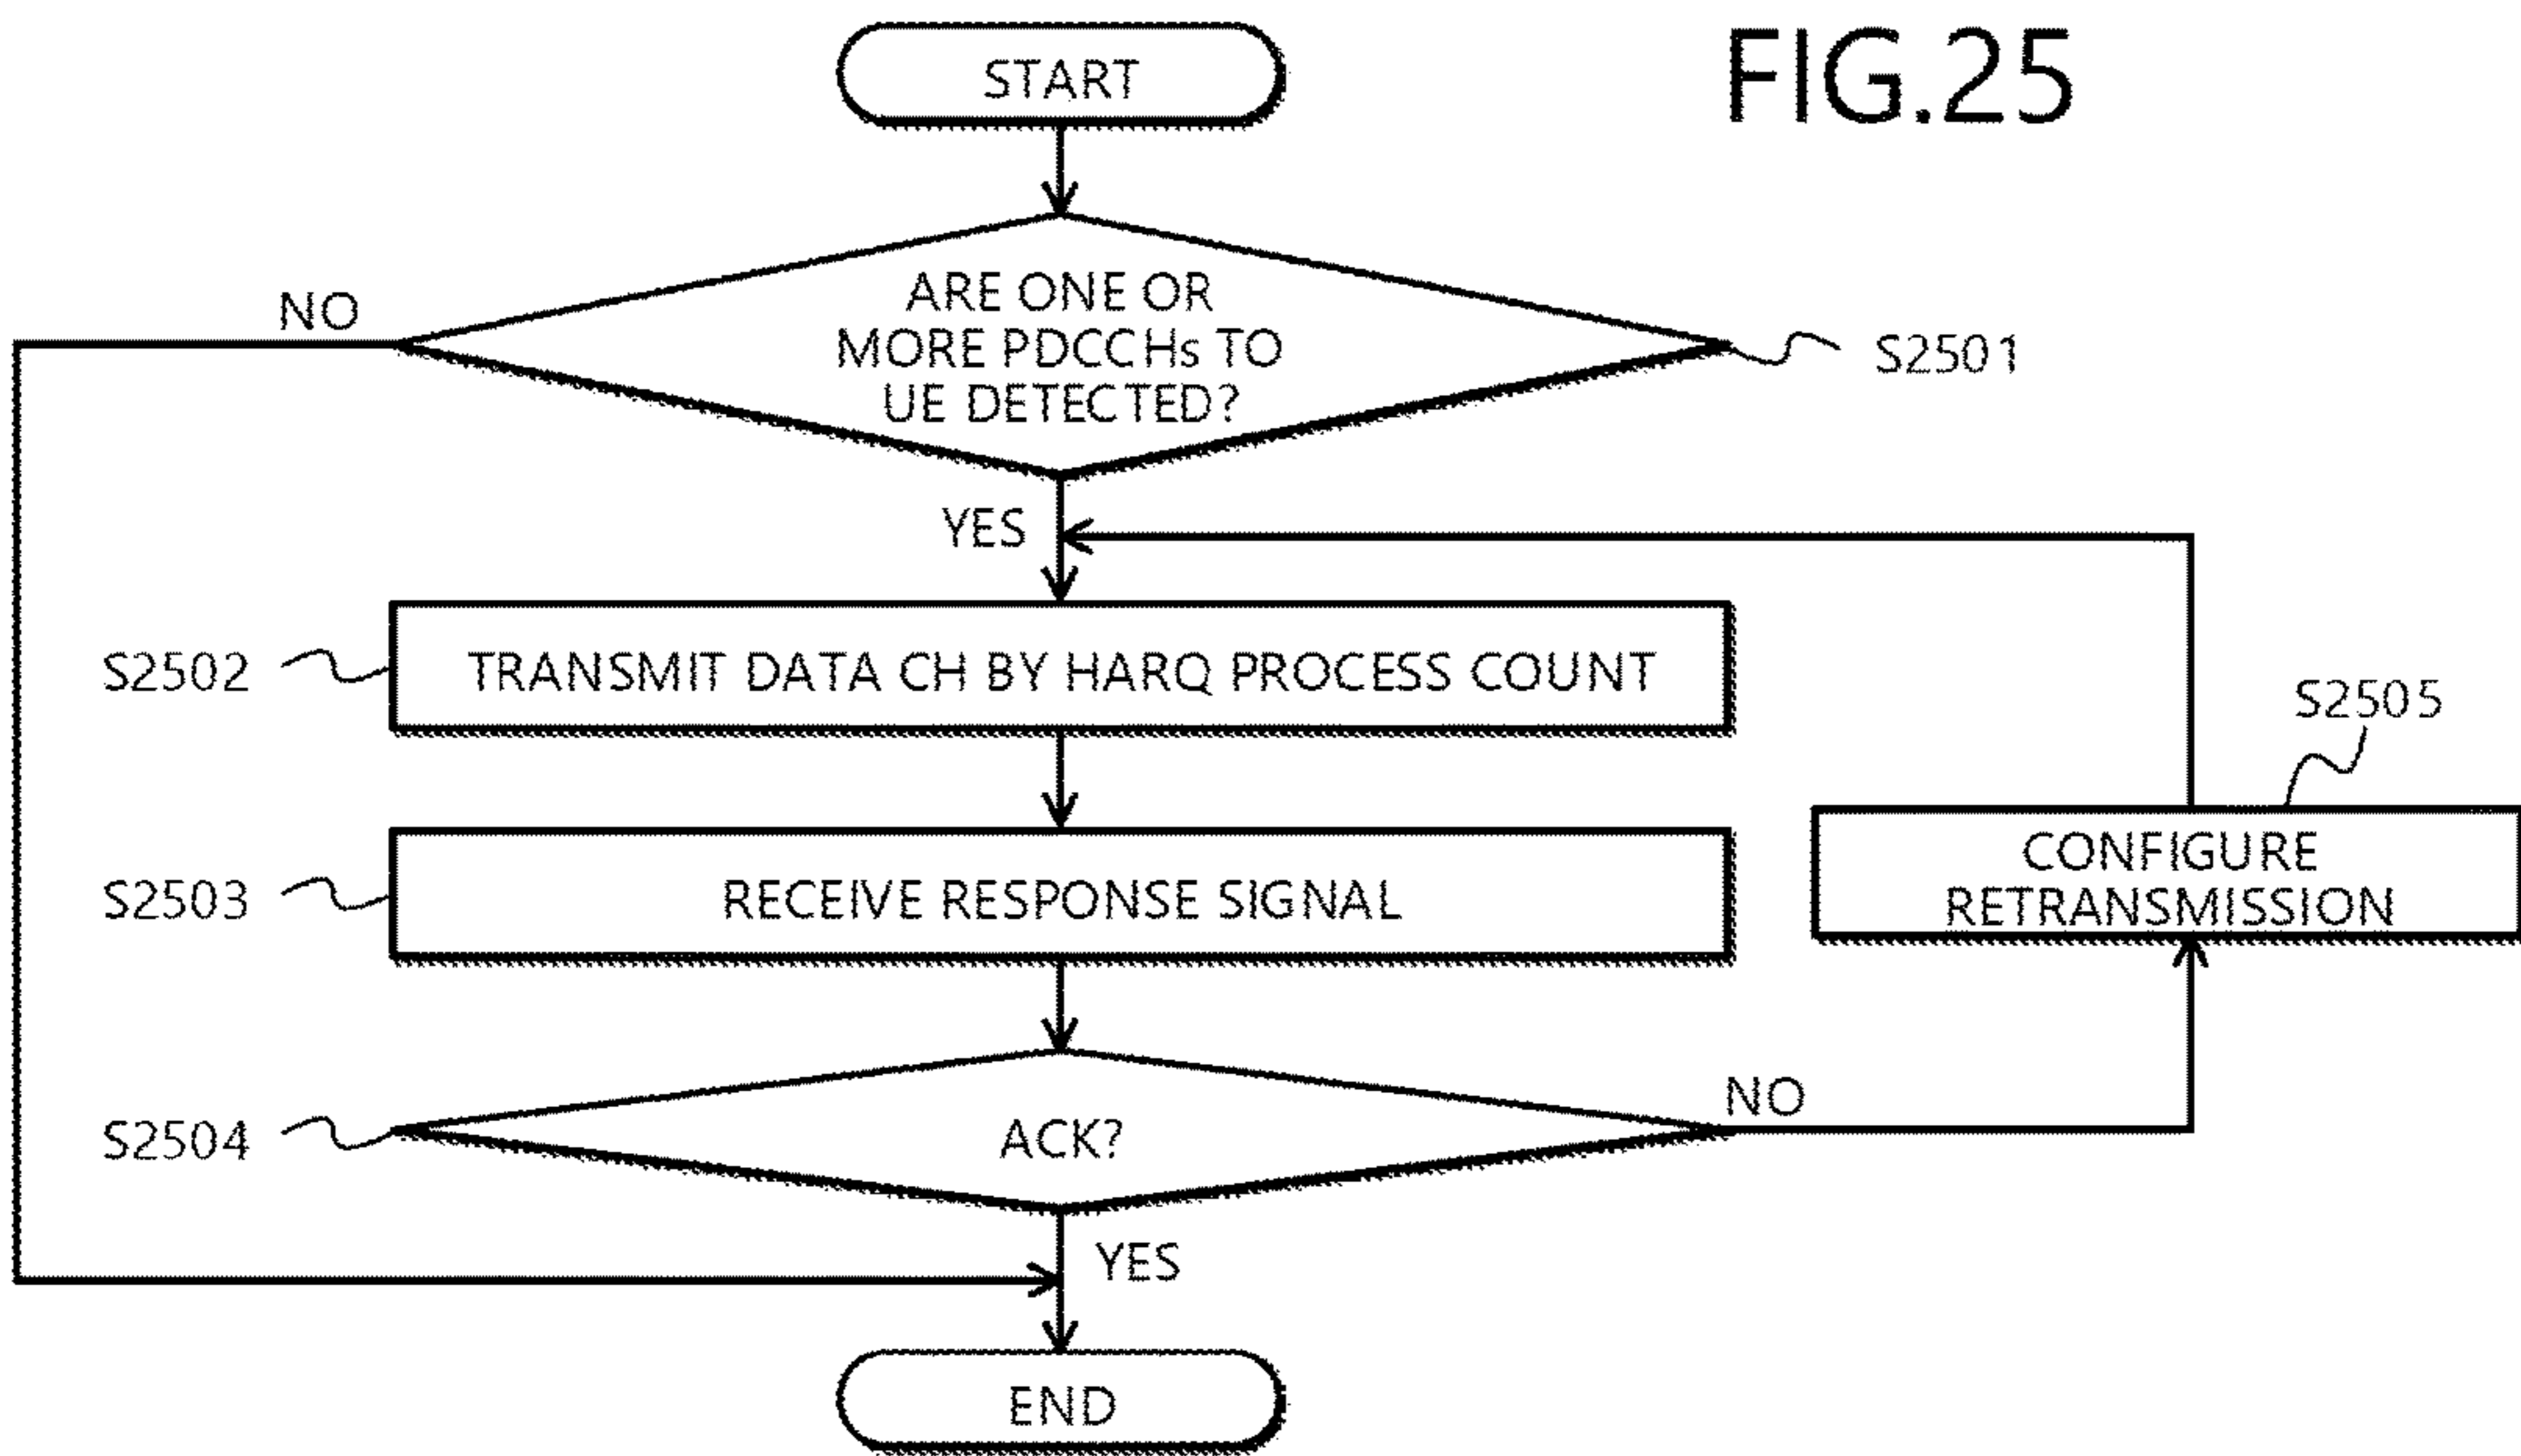 FIG.25
START
ARE ONE OR
MORE PDCCHs TO
UE DETECTED?
NO
S2501
YES
S2502
TRANSMIT DATA CH BY HARQ PROCESS COUNT
S2503
RECEIVE RESPONSE SIGNAL
S2505
CONFIGURE
RETRANSMISSION
S2504
ACK?
NO
YES
END